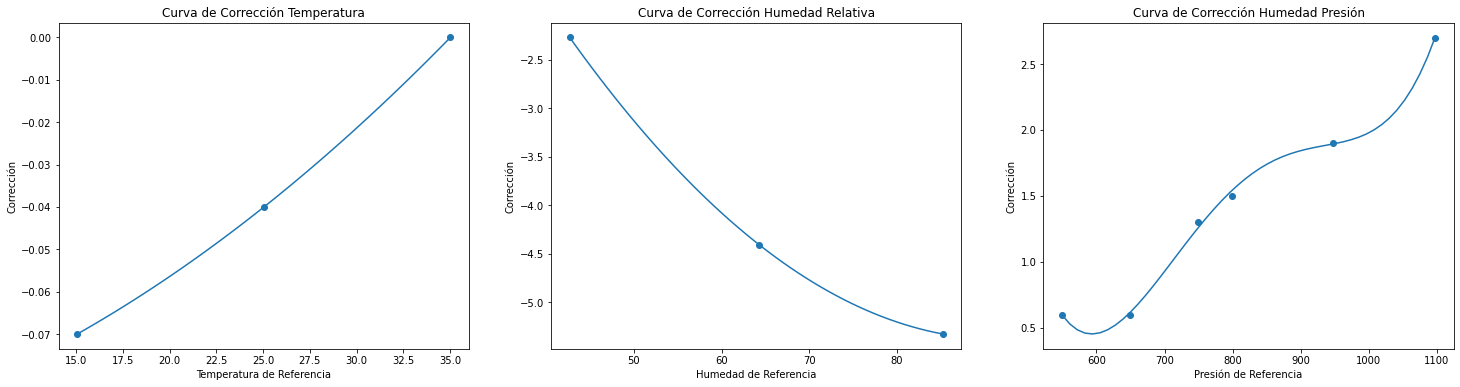 Curva de Corrección Temperatura
0.00
−0.01
−0.02
−0.03
−0.04
−0.05
−0.06
−0.07
Corrección
15.0 17.5 20.0 22.5 25.0 27.5 30.0 32.5 35.0
Temperatura de Referencia
Curva de Corrección Humedad Relativa
−2.5
−3.0
−3.5
−4.0
−4.5
−5.0
Corrección
50 60 70 80
Humedad de Referencia
Curva de Corrección Humedad Presión
2.5
2.0
1.5
1.0
0.5
Corrección
600 700 800 900 1000 1100
Presión de Referencia